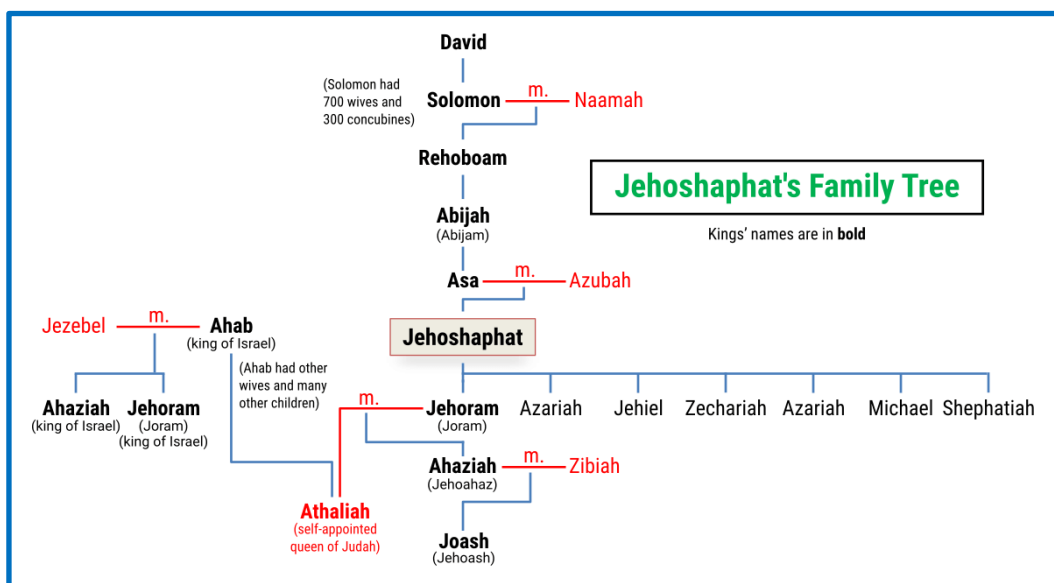 David
(Solomon had
700 wives and
300 concubines)
Solomon
m.
Naamah
Rehoboam
Jehoshaphat's Family Tree
Kings' names are in bold
Abijah
(Abijam)
Asa
m.
Azubah
Jezebel
m.
Ahab
(king of Israel)
Jehoshaphat
(Ahab had other
wives and many
other children)
Ahaziah
(king of Israel)
Jehoram
(Joram)
(king of Israel)
m.
Jehoram
(Joram)
Azariah
Jehiel
Zechariah
Azariah
Michael
Shephatiah
Ahaziah
(Jehoahaz)
m.
Zibiah
Athaliah
(self-appointed
queen of Judah)
Joash
(Jehoash)